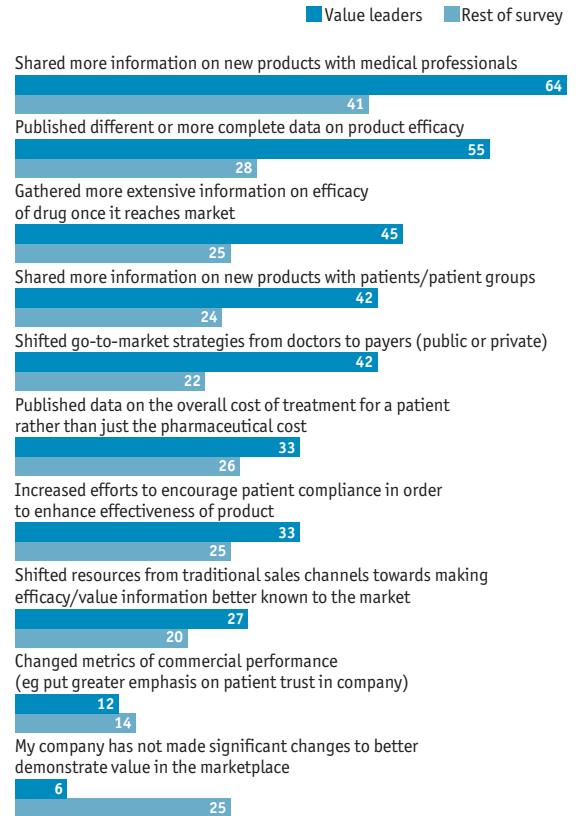 Value leaders Rest of survey
Shared more information on new products with medical professionals
64
41
Published different or more complete data on product efficacy
55
28
Gathered more extensive information on efficacy
of drug once it reaches market
45
25
Shared more information on new products with patients/patient groups
42
24
Shifted go-to-market strategies from doctors to payers (public or private)
42
22
Published data on the overall cost of treatment for a patient
rather than just the pharmaceutical cost
33
26
Increased efforts to encourage patient compliance in order
to enhance effectiveness of product
33
25
Shifted resources from traditional sales channels towards making
efficacy/value information better known to the market
27
20
Changed metrics of commercial performance
(eg put greater emphasis on patient trust in company)
12
14
My company has not made significant changes to better
demonstrate value in the marketplace
6
25